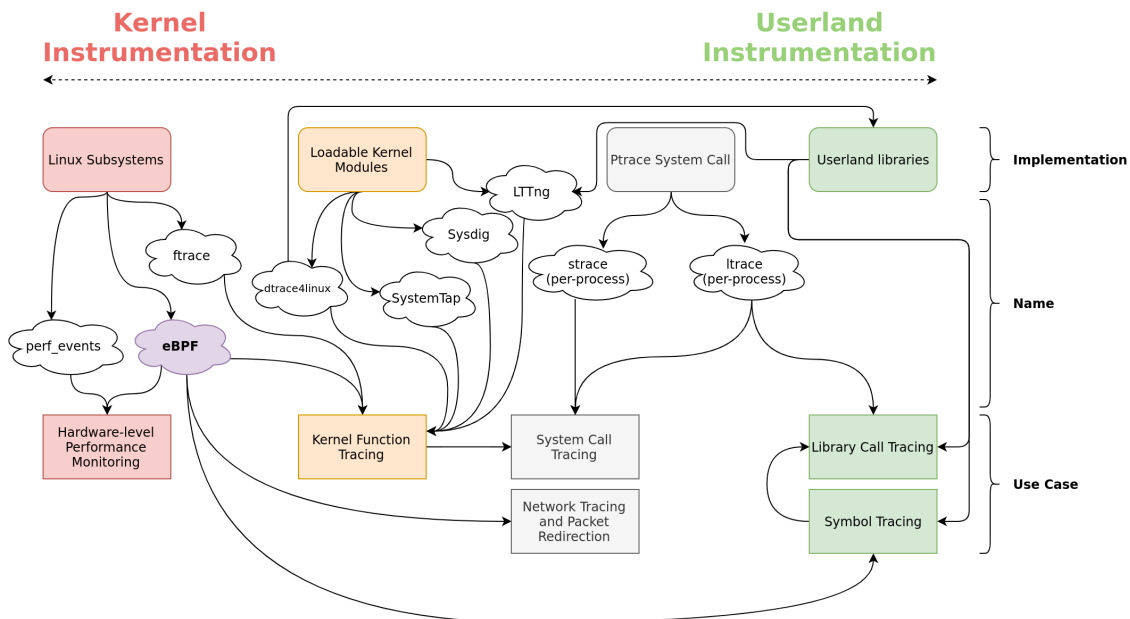 Kernel
Instrumentation
Userland
Instrumentation
Linux Subsystems
Loadable Kernel
Modules
Ptrace System Call
Userland libraries
Implementation
LTTng
Sysdig
ftrace
strace
(per-process)
ltrace
(per-process)
dtrace4linux
SystemTap
Name
perf_events
eBPF
Hardware-level
Performance
Monitoring
Kernel Function
Tracing
System Call
Tracing
Library Call Tracing
Use Case
Network Tracing
and Packet
Redirection
Symbol Tracing